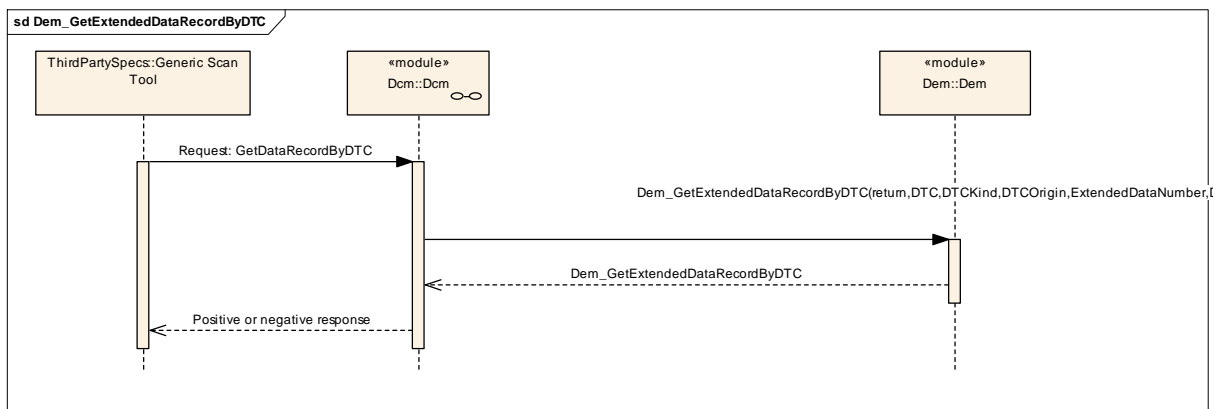 sd Dem_GetExtendedDataRecordByDTC
ThirdPartySpecs::Generic Scan
Tool
«module»
Dcm::Dcm
«module»
Dem::Dem
Request: GetDataRecordByDTC
Dem_GetExtendedDataRecordByDTC(return,DTC,DTCKind,DTCOrigin,ExtendedDataNumber,
Dem_GetExtendedDataRecordByDTC
Positive or negative response